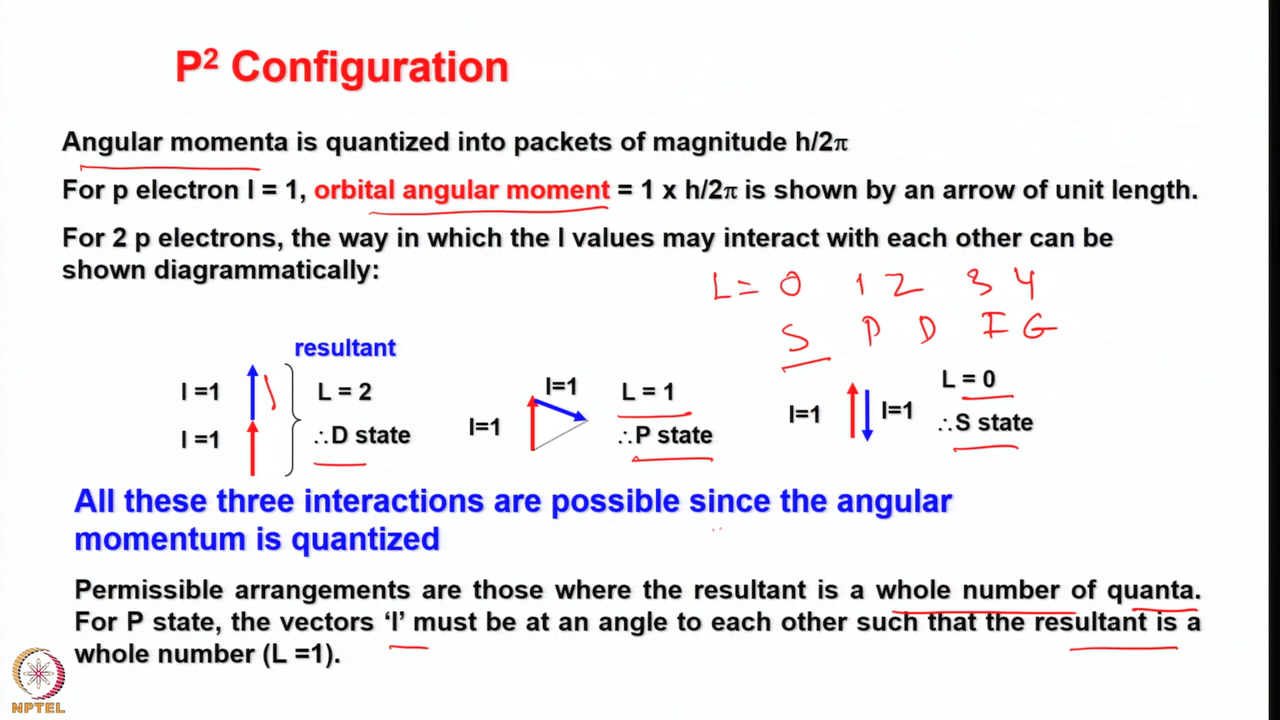 P² Configuration
Angular momenta is quantized into packets of magnitude h/2π
For p electron l = 1, orbital angular moment = 1 x h/2π is shown by an arrow of unit length.
For 2 p electrons, the way in which the l values may interact with each other can be
shown diagrammatically:
L = 0 1 2 3 4
S P D F G
resultant
l =1
l =1
L = 2
∴D state
l=1
l=1
L = 1
∴P state
l=1
l=1
L = 0
∴S state
All these three interactions are possible since the angular
momentum is quantized
Permissible arrangements are those where the resultant is a whole number of quanta.
For P state, the vectors ‘l’ must be at an angle to each other such that the resultant is a
whole number (L =1).
NPTEL